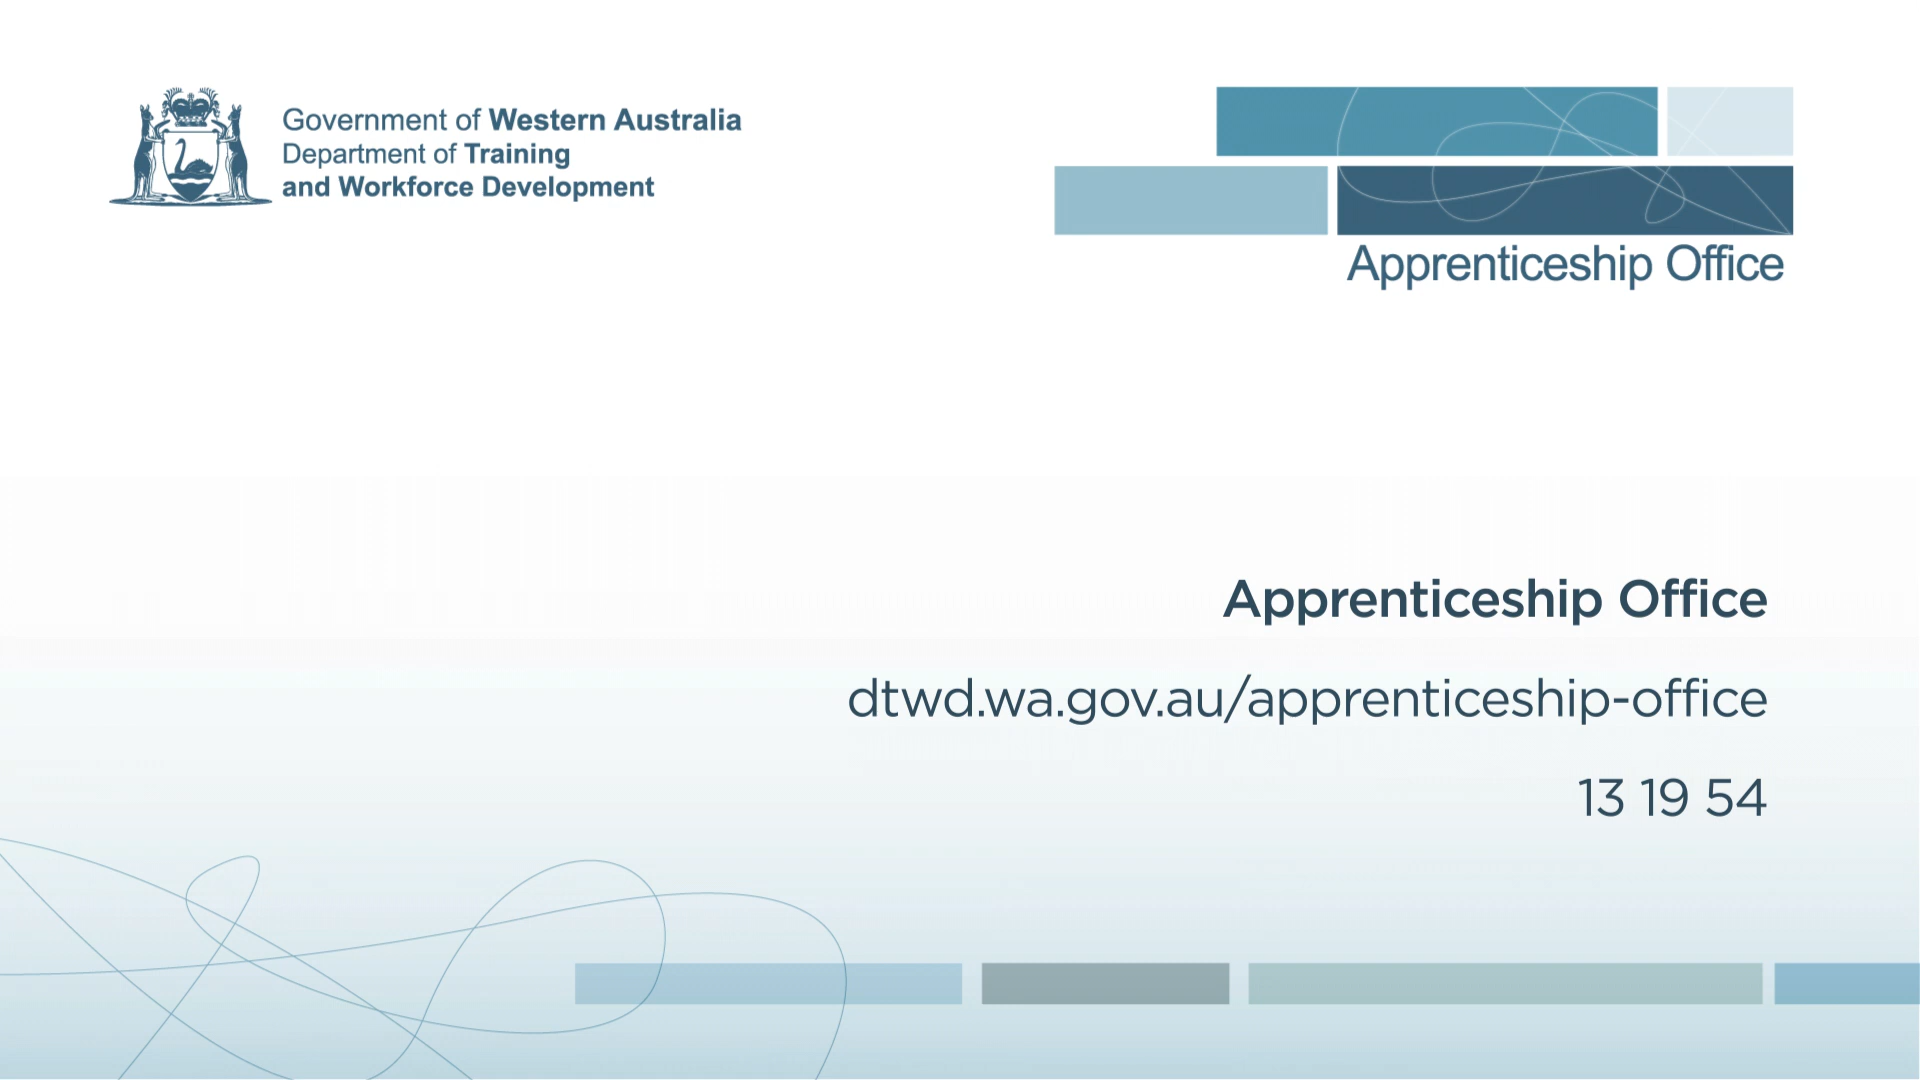 Government of Western Australia
Department of Training
and Workforce Development
Apprenticeship Office
Apprenticeship Office
dtwd.wa.gov.au/apprenticeship-office
13 19 54